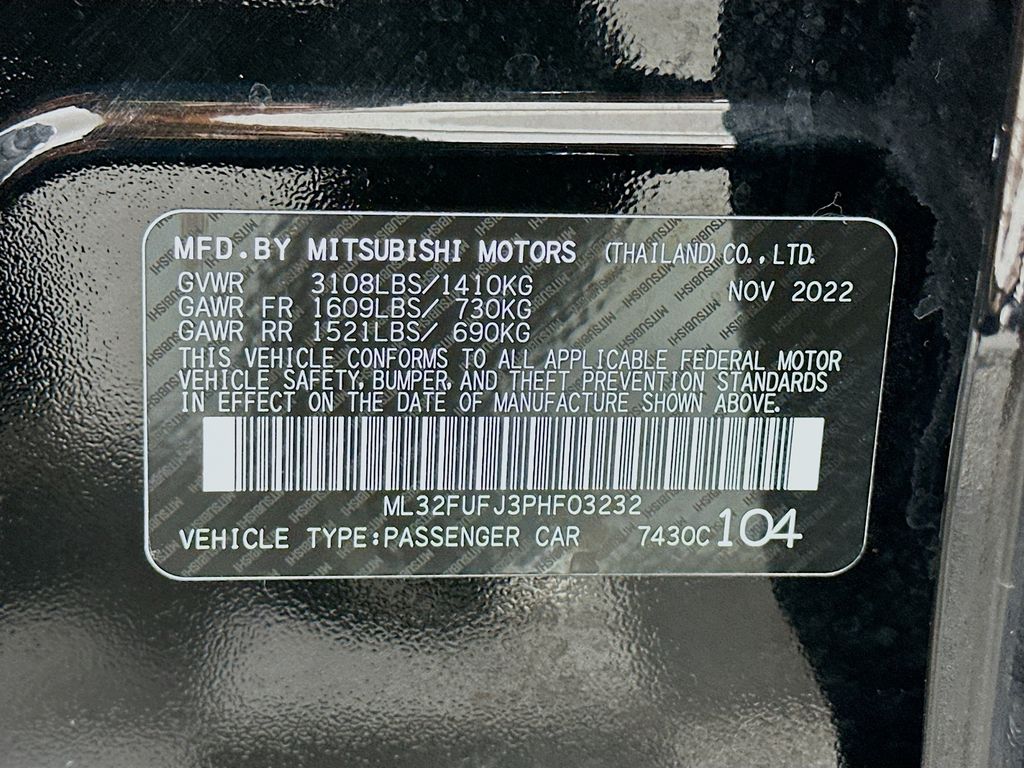 MFD.BY MITSUBISHI MOTORS (THAILAND)CO.,LTD.
GVWR 3108LBS/1410KG NOV 2022
GAWR FR 1609LBS/ 730KG
GAWR RR 1521LBS/ 690KG
THIS VEHICLE CONFORMS TO ALL APPLICABLE FEDERAL MOTOR
VEHICLE SAFETY, BUMPER, AND THEFT PREVENTION STANDARDS
IN EFFECT ON THE DATE OF MANUFACTURE SHOWN ABOVE.
ML32FUFJ3PHF03232
VEHICLE TYPE:PASSENGER CAR 7430C 104